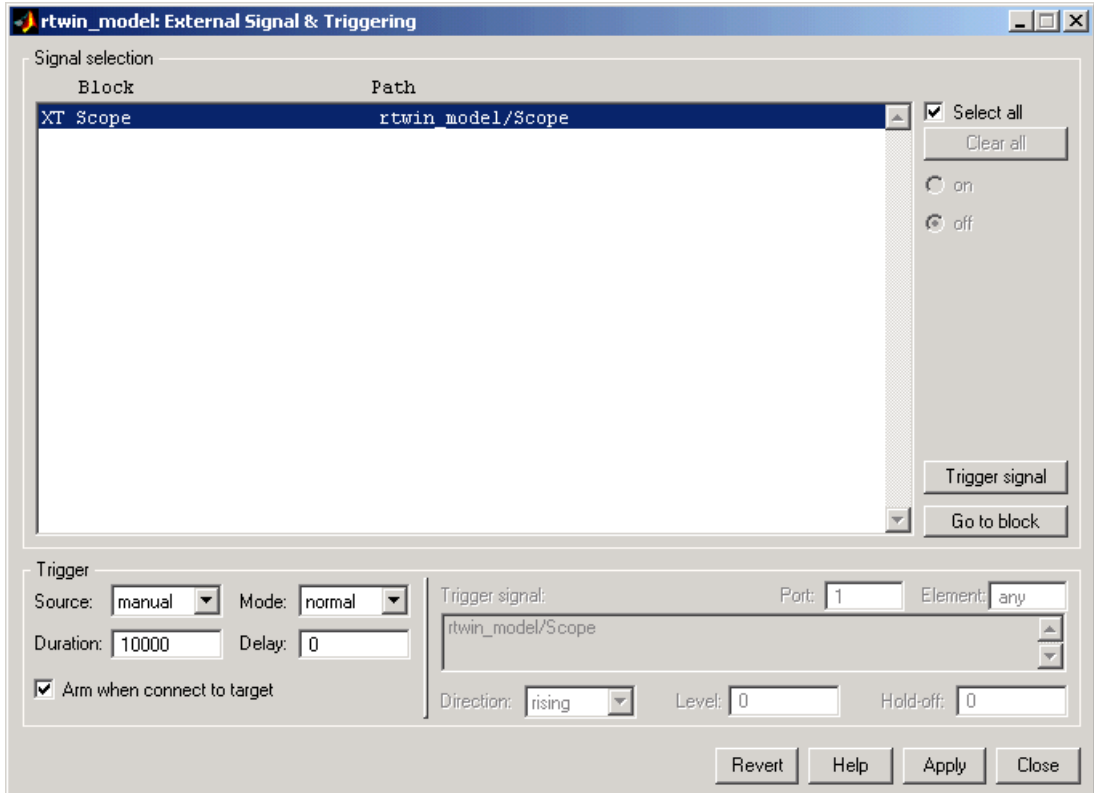 rtwin_model: External Signal & Triggering
Signal selection
Block Path
XT Scope rtwin_model/Scope
Select all
Clear all
on
off
Trigger signal
Go to block
Trigger
Source: manual Mode: normal
Duration: 10000 Delay: 0
Arm when connect to target
Trigger signal: Port: 1 Element: any
rtwin_model/Scope
Direction: rising Level: 0 Hold-off: 0
Revert Help Apply Close